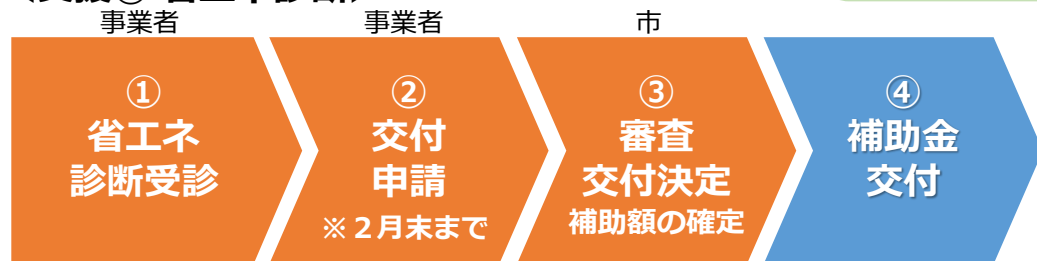 事業者
事業者
市
①
省エネ
診断受診
②
交付
申請
※２月末まで
③
審査
交付決定
補助額の確定
④
補助金
交付